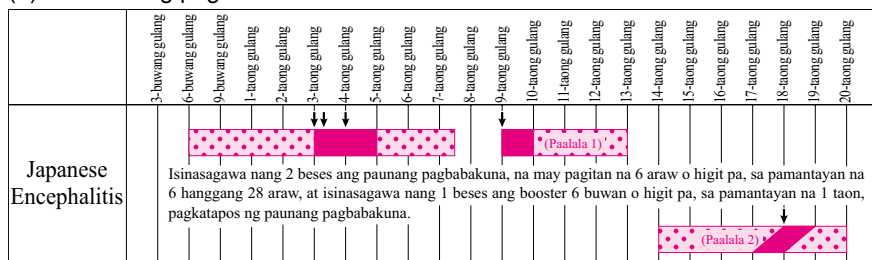 3-buwang gulang
6-buwang gulang
9-buwang gulang
1-taong gulang
2-taong gulang
3-taong gulang
4-taong gulang
5-taong gulang
6-taong gulang
7-taong gulang
8-taong gulang
9-taong gulang
10-taong gulang
11-taong gulang
12-taong gulang
13-taong gulang
14-taong gulang
15-taong gulang
16-taong gulang
17-taong gulang
18-taong gulang
19-taong gulang
20-taong gulang
Japanese
Encephalitis
(Paalala 1)
Isinasagawa nang 2 beses ang paunang pagbabakuna, na may pagitan na 6 araw o higit pa, sa pamantayan na
6 hanggang 28 araw, at isinasagawa nang 1 beses ang booster 6 buwan o higit pa, sa pamantayan na 1 taon,
pagkatapos ng paunang pagbabakuna.
(Paalala 2)